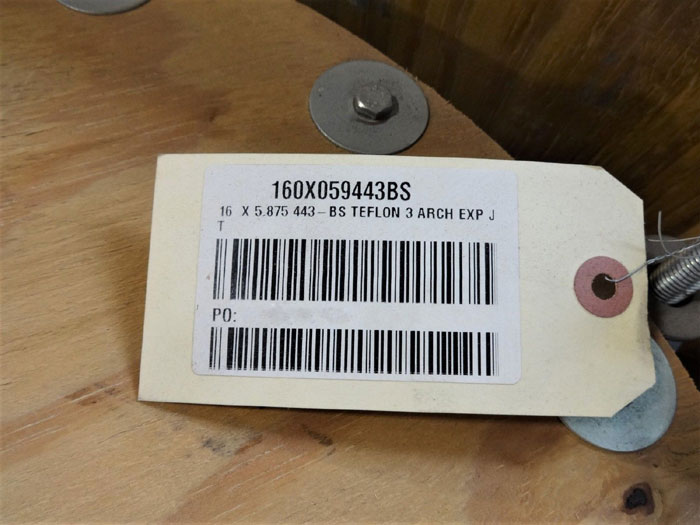 160X059443BS
16 X 5.875 443-BS TEFLON 3 ARCH EXP J
T
PO: